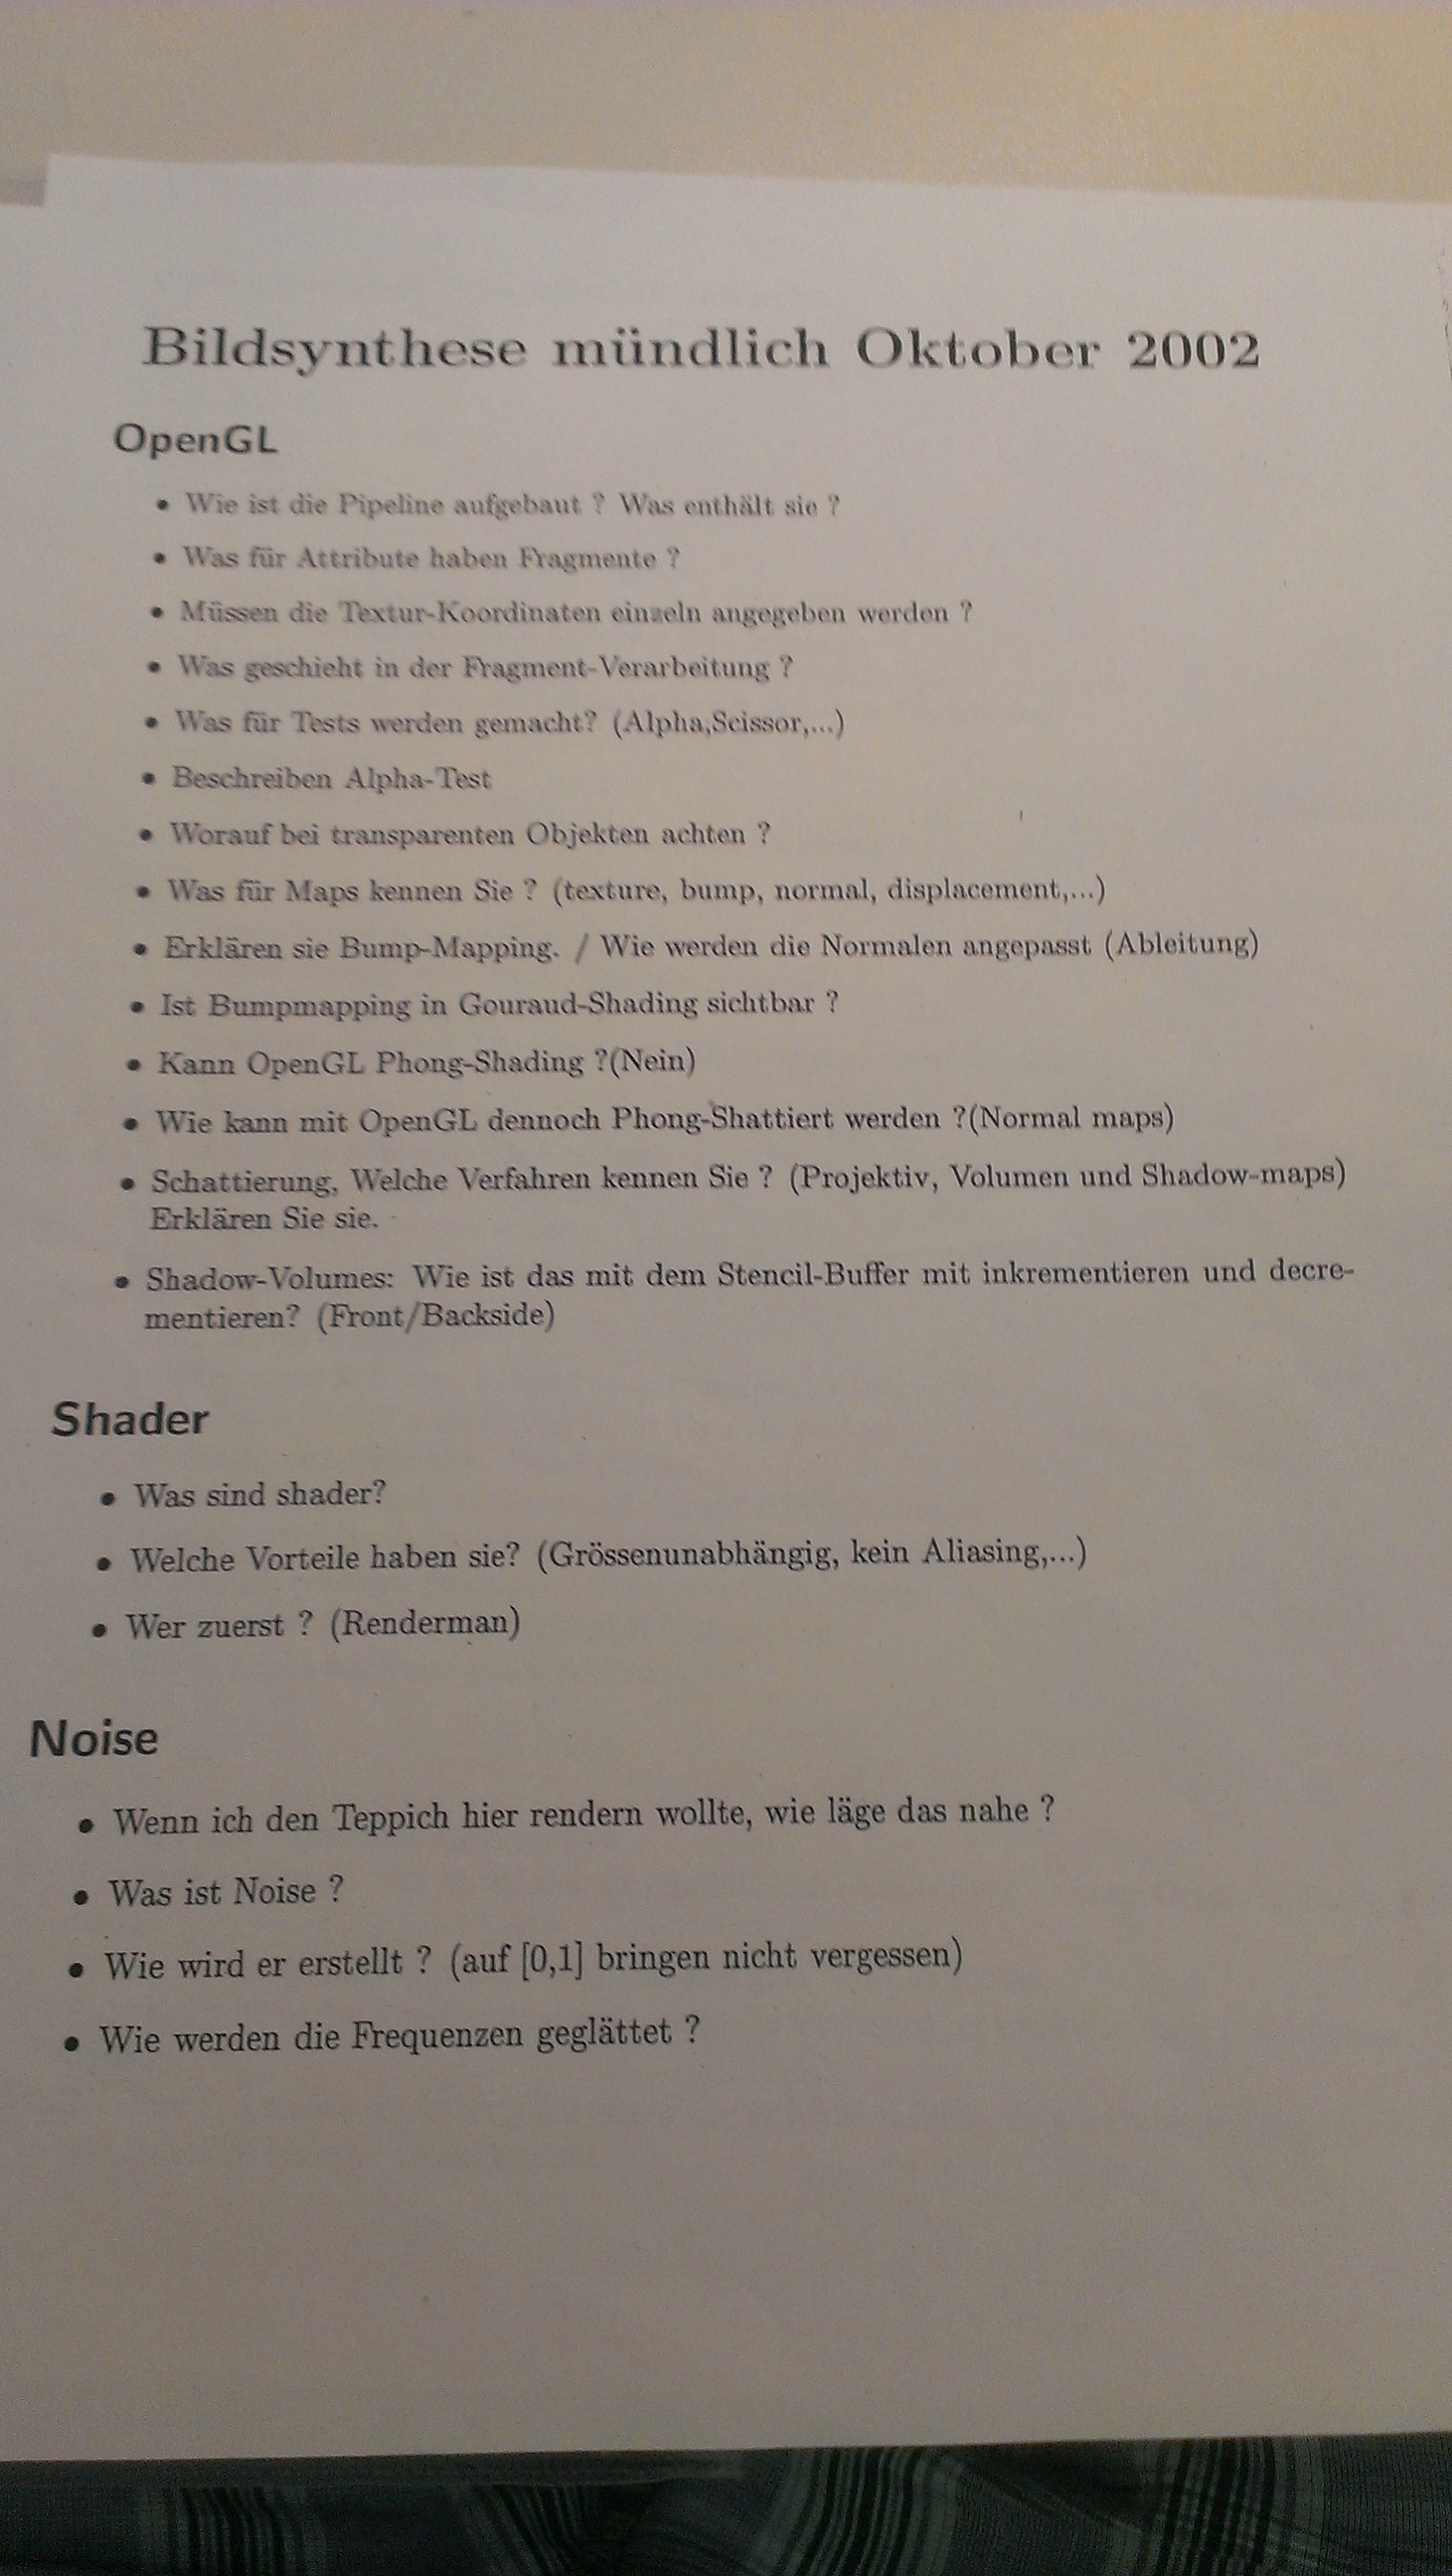 Bildsynthese mündlich Oktober 2002
OpenGL
• Wie ist die Pipeline aufgebaut ? Was enthält sie ?
• Was für Attribute haben Fragmente ?
• Müssen die Textur-Koordinaten einzeln angegeben werden ?
• Was geschieht in der Fragment-Verarbeitung ?
• Was für Tests werden gemacht? (Alpha,Scissor,...)
• Beschreiben Alpha-Test
• Worauf bei transparenten Objekten achten ?
• Was für Maps kennen Sie ? (texture, bump, normal, displacement,...)
• Erklären sie Bump-Mapping. / Wie werden die Normalen angepasst (Ableitung)
• Ist Bumpmapping in Gouraud-Shading sichtbar ?
• Kann OpenGL Phong-Shading ?(Nein)
• Wie kann mit OpenGL dennoch Phong-Shattiert werden ?(Normal maps)
• Schattierung, Welche Verfahren kennen Sie ? (Projektiv, Volumen und Shadow-maps)
Erklären Sie sie.
• Shadow-Volumes: Wie ist das mit dem Stencil-Buffer mit inkrementieren und decre-
mentieren? (Front/Backside)
Shader
• Was sind shader?
• Welche Vorteile haben sie? (Grössenunabhängig, kein Aliasing,...)
• Wer zuerst ? (Renderman)
Noise
• Wenn ich den Teppich hier rendern wollte, wie läge das nahe ?
• Was ist Noise ?
• Wie wird er erstellt ? (auf [0,1] bringen nicht vergessen)
• Wie werden die Frequenzen geglättet ?